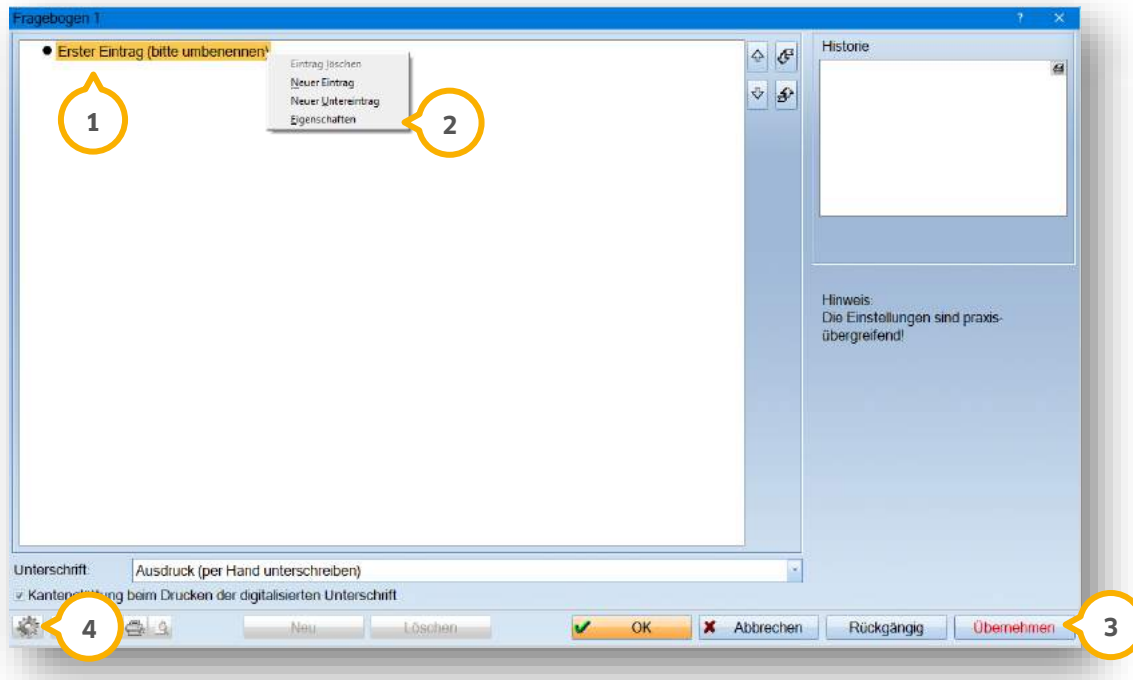 Fragebogen 1
? ×
Erster Eintrag (bitte umbenennen)
Eintrag löschen
Neuer Eintrag
Neuer Untereintrag
Eigenschaften
1
2
Historie
Hinweis:
Die Einstellungen sind praxis-
übergreifend!
Unterschrift: Ausdruck (per Hand unterschreiben)
beim Drucken der digitalisierten Unterschrift
4
Neu Löschen OK Abbrechen Rückgängig Übernehmen 3